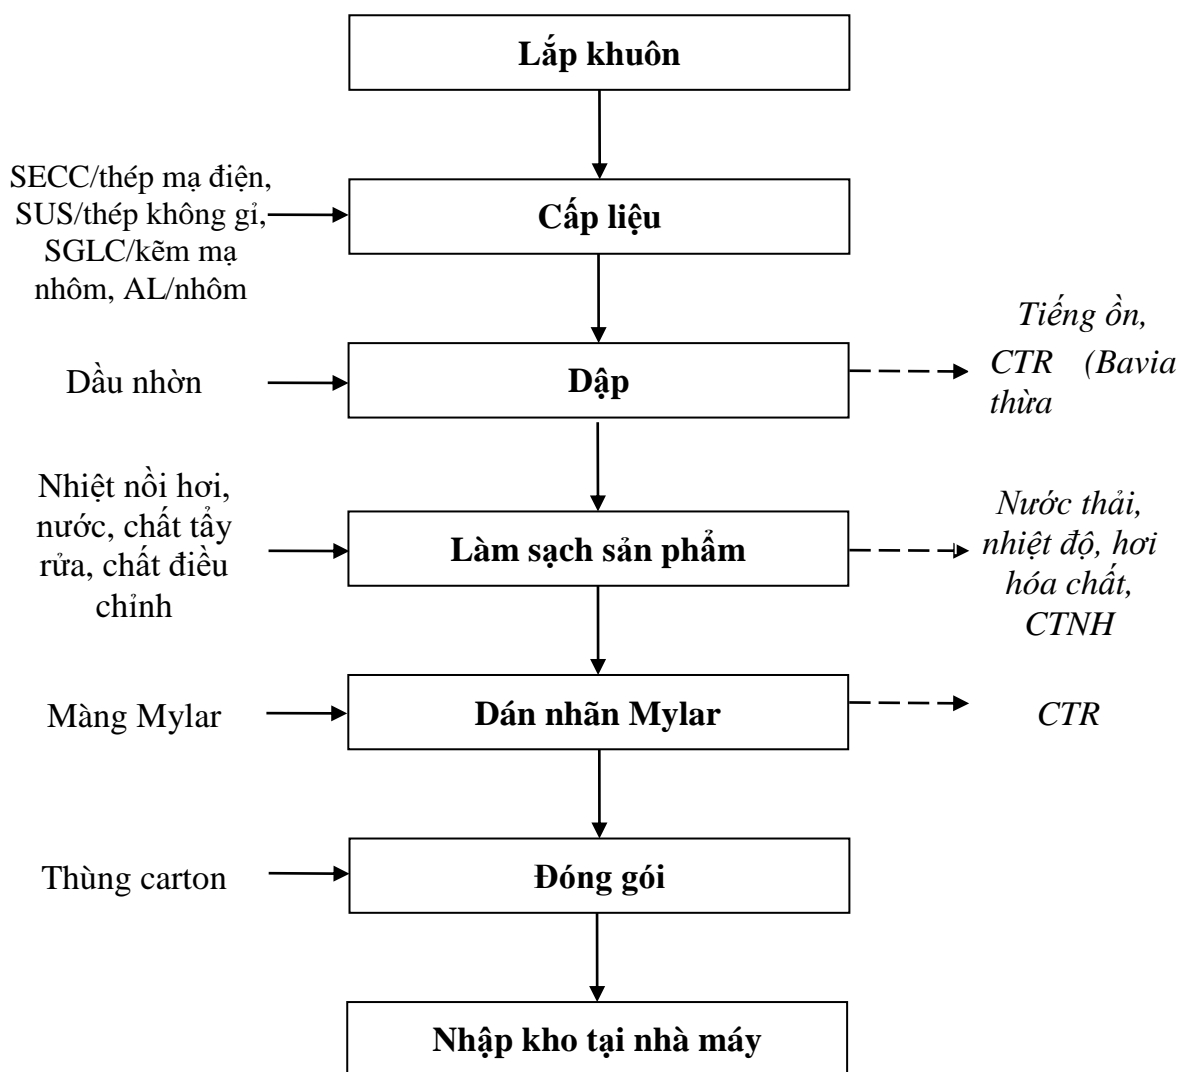 Lắp khuôn
SECC/thép mạ điện,
SUS/thép không gỉ,
SGLC/kẽm mạ
nhôm, AL/nhôm
Cấp liệu
Dầu nhờn
Dập
Tiếng ồn,
CTR (Bavia
thừa
Nhiệt nồi hơi,
nước, chất tẩy
rửa, chất điều
chỉnh
Làm sạch sản phẩm
Nước thải,
nhiệt độ, hơi
hóa chất,
CTNH
Màng Mylar
Dán nhãn Mylar
CTR
Thùng carton
Đóng gói
Nhập kho tại nhà máy